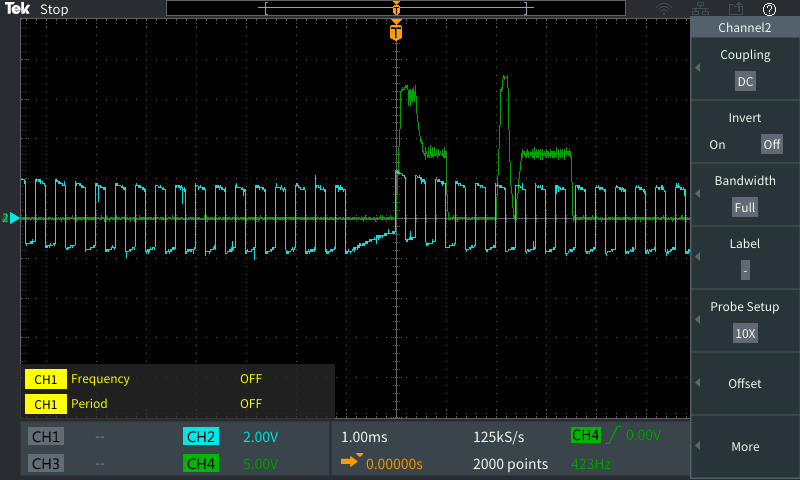 Tek Stop
T
?
T
Channel2
Coupling
DC
Invert
On Off
Bandwidth
Full
2
Label
-
Probe Setup
10X
Offset
More
CH1 Frequency OFF
CH1 Period OFF
CH1 -- CH2 2.00V 1.00ms 125kS/s CH4 0.00V
CH3 -- CH4 5.00V 0.00000s 2000 points 423Hz